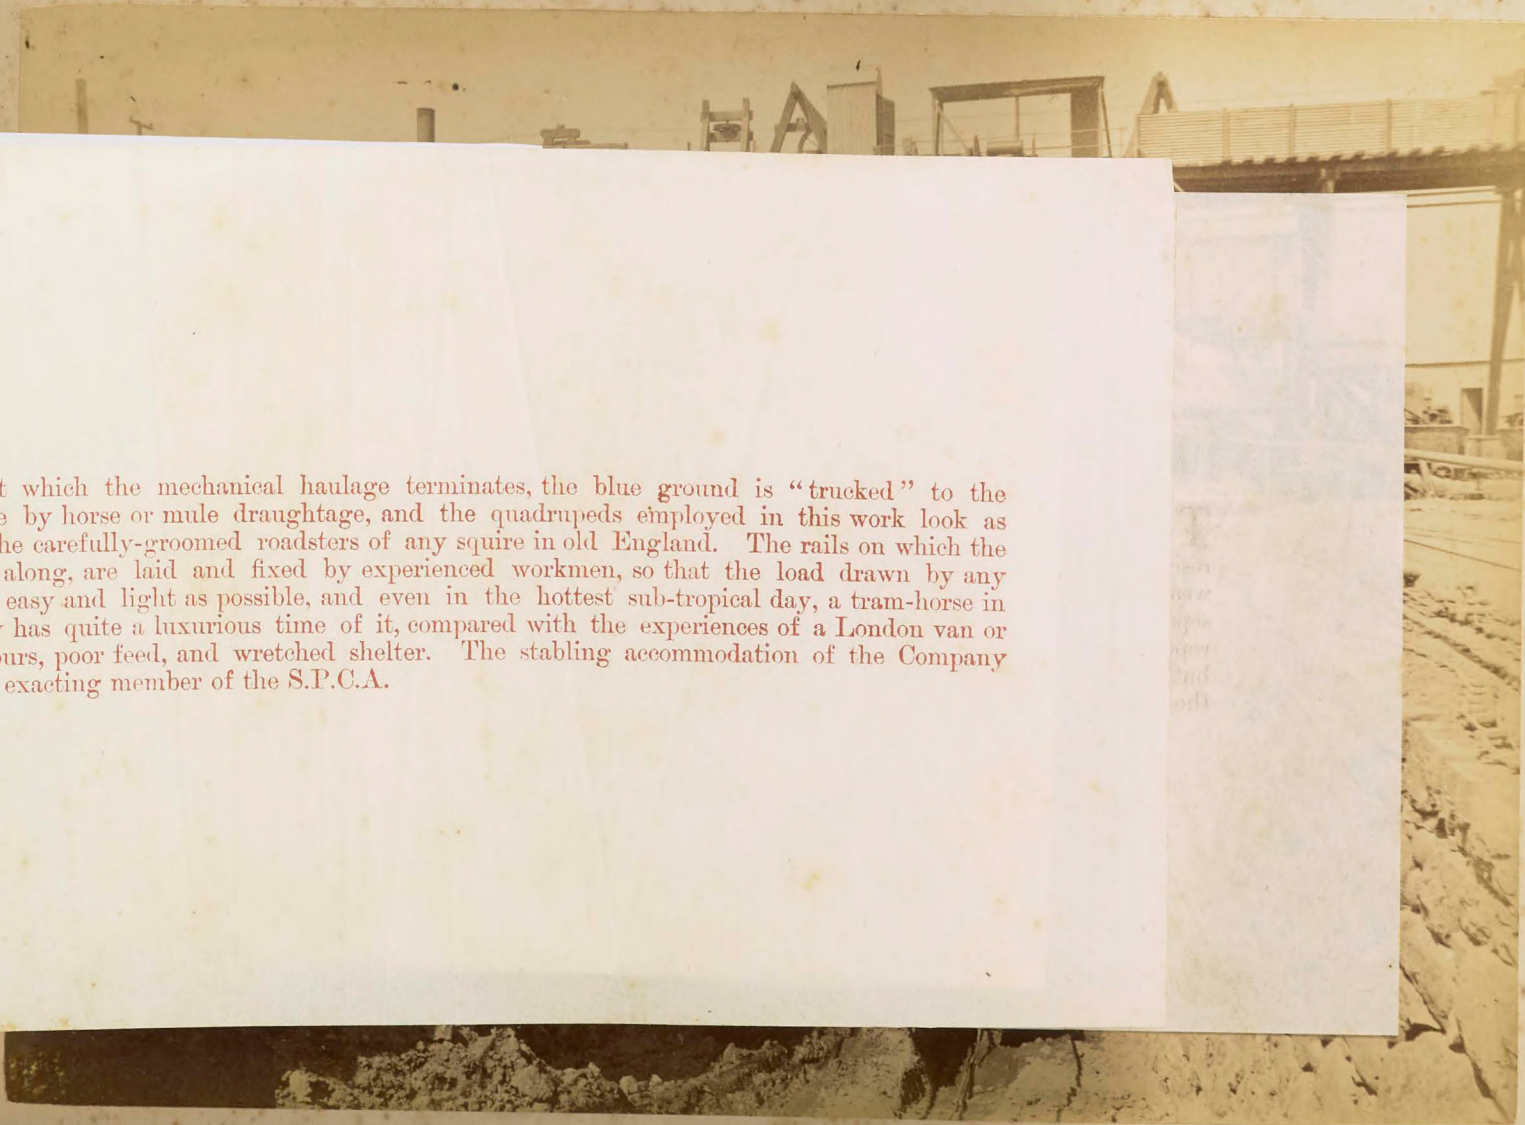 t which the mechanical haulage terminates, the blue ground is “trucked” to the
by horse or mule draughtage, and the quadrupeds employed in this work look as
he carefully-groomed roadsters of any squire in old England. The rails on which the
along, are laid and fixed by experienced workmen, so that the load drawn by any
easy and light as possible, and even in the hottest sub-tropical day, a tram-horse in
has quite a luxurious time of it, compared with the experiences of a London van or
urs, poor feed, and wretched shelter. The stabling accommodation of the Company
exacting member of the S.P.C.A.